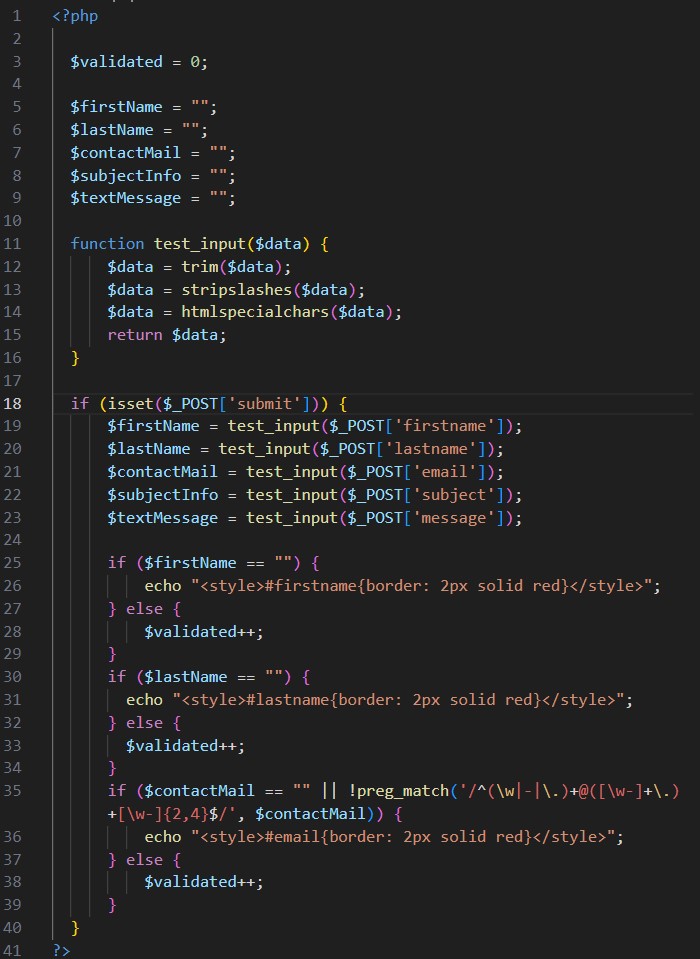 1 <?php
2
3 $validated = 0;
4
5 $firstName = "";
6 $lastName = "";
7 $contactMail = "";
8 $subjectInfo = "";
9 $textMessage = "";
10
11 function test_input($data) {
12 $data = trim($data);
13 $data = stripslashes($data);
14 $data = htmlspecialchars($data);
15 return $data;
16 }
17
18 if (isset($_POST['submit'])) {
19 $firstName = test_input($_POST['firstname']);
20 $lastName = test_input($_POST['lastname']);
21 $contactMail = test_input($_POST['email']);
22 $subjectInfo = test_input($_POST['subject']);
23 $textMessage = test_input($_POST['message']);
24
25 if ($firstName == "") {
26 echo "<style>#firstname{border: 2px solid red}</style>";
27 } else {
28 $validated++;
29 }
30 if ($lastName == "") {
31 echo "<style>#lastname{border: 2px solid red}</style>";
32 } else {
33 $validated++;
34 }
35 if ($contactMail == "" || !preg_match('/^(\w|-|\.)+@([\w-]+\.)
+[\w-]{2,4}$/', $contactMail)) {
36 echo "<style>#email{border: 2px solid red}</style>";
37 } else {
38 $validated++;
39 }
40 }
41 ?>